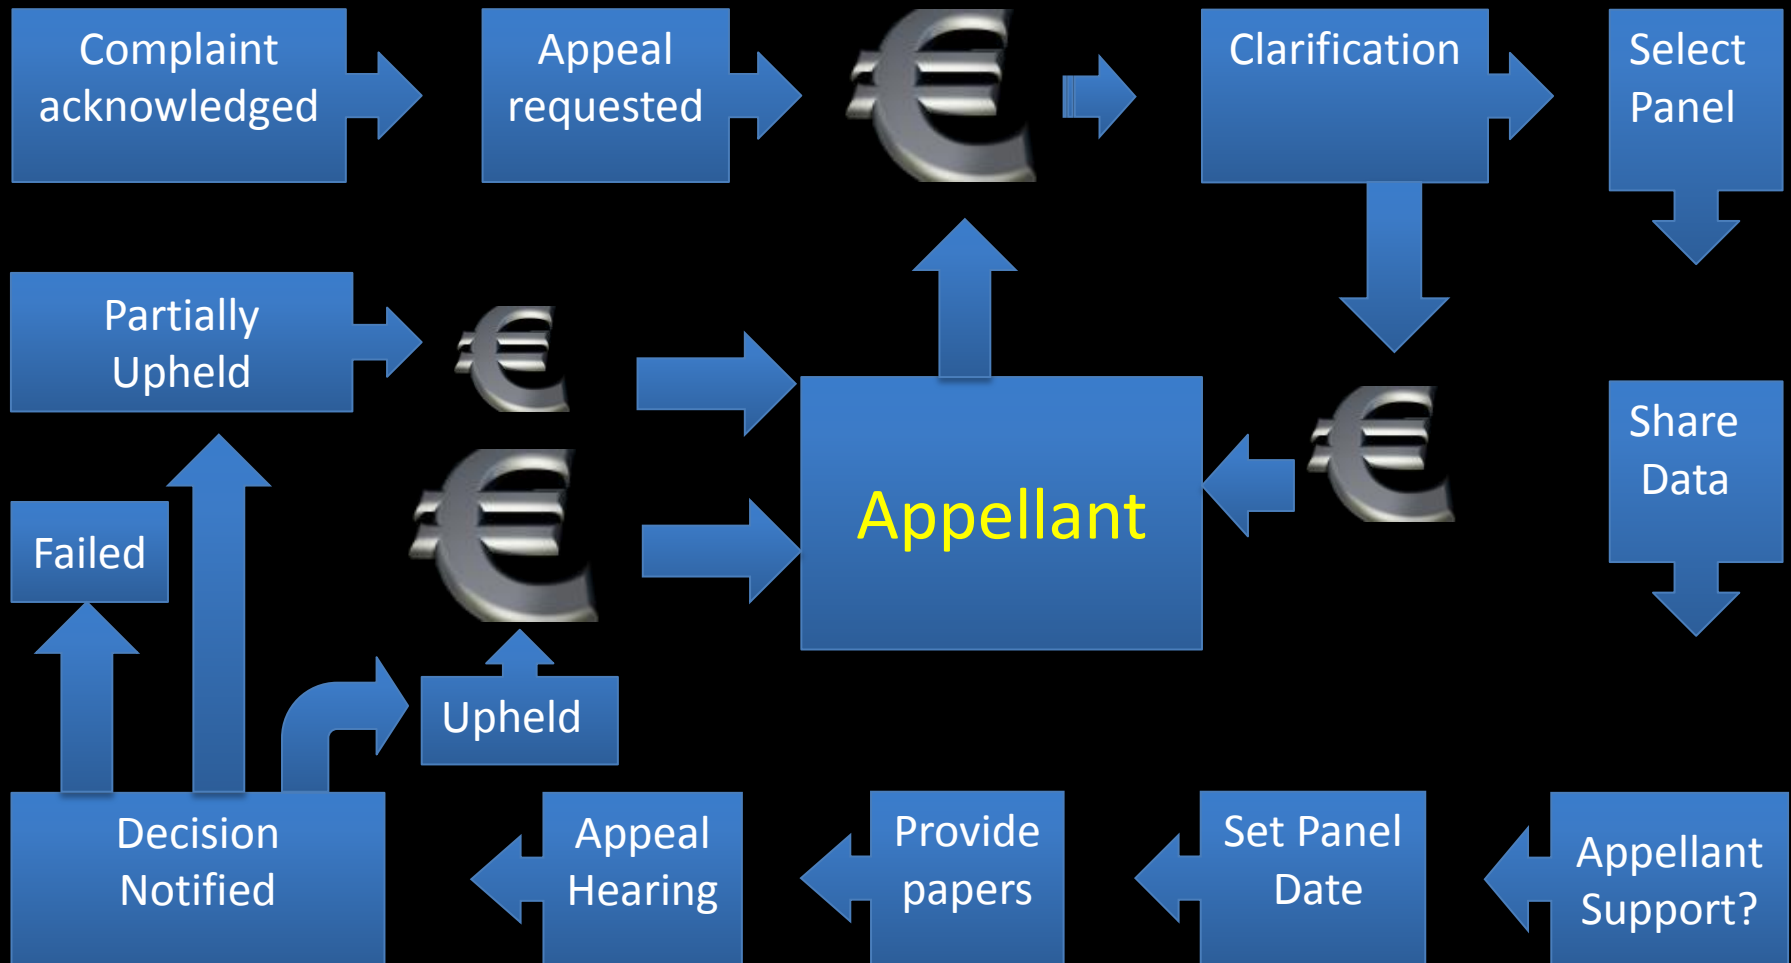 Complaint
acknowledged
Appeal
requested
€
Clarification
Select
Panel
Partially
Upheld
€
€
Share
Data
€
Appellant
Failed
Upheld
Decision
Notified
Appeal
Hearing
Provide
papers
Set Panel
Date
Appellant
Support?